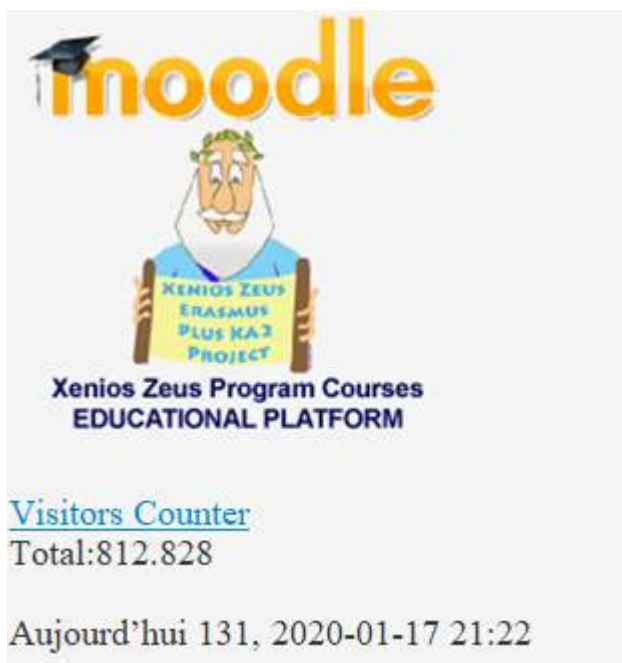 moodle
XENIOS ZEUS
ERASMUS
PLUS KA2
PROJECT
Xenios Zeus Program Courses
EDUCATIONAL PLATFORM
Visitors Counter
Total:812.828
Aujourd’hui 131, 2020-01-17 21:22